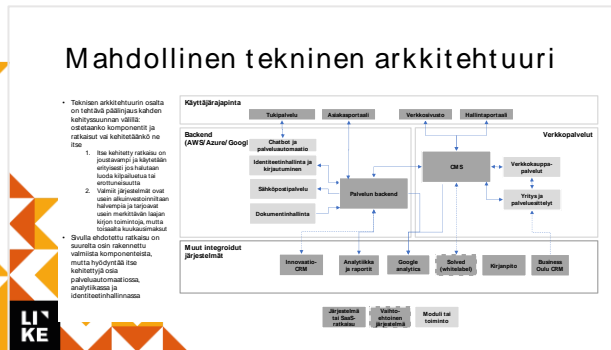 Mahdollinen tekninen arkkitehtuuri
• Teknisen arkkitehtuurin osalta
on tehtävä päälinjaus kahden
kehityssuunnan välillä:
ostetaanko komponentit ja
ratkaisut vai kehitetäänkö ne
itse
1. Itse kehitetty ratkaisu on
joustavampi ja käytetään
erityisesti jos halutaan
luoda kilpailuetua tai
erottuneisuutta
2. Valmiit järjestelmät ovat
usein alkuinvestoinniltaan
halvempia ja tarjoavat
usein merkittävän laajan
kirjon toimintoja, mutta
toisaalta kuukausimaksut
• Sivulla ehdotettu ratkaisu on
suurelta osin rakennettu
valmiista komponenteista,
mutta hyödyntää itse
kehitettyjä osia
palveluautomaatiossa,
analytiikassa ja
identiteetinhallinnassa
Käyttäjärajapinta
Tukipalvelu
Asiakasportaali
Verkkosivusto
Hallintaportaali
Backend
(AWS/Azure/Googl
Verkkopalvelut
Chatbot ja
palveluautomaatio
Identiteetinhallinta ja
kirjautuminen
Sähköpostipalvelu
Dokumentinhallinta
Palvelun backend
CMS
Verkkokauppa-
palvelut
Yritys ja
palveluesittelyt
Muut integroidut
järjestelmät
Innovaatio-
CRM
Analytiikka
ja raportit
Google
analytics
Solved
(whitelabel)
Kirjanpito
Business
Oulu CRM
Järjestelmä
tai SaaS-
ratkaisu
Vaihto-
ehtoinen
järjestelmä
Moduli tai
toiminto
LI
KE